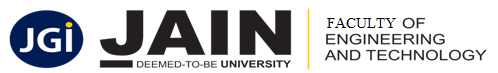 JGi
JAIN
DEEMED-TO-BE UNIVERSITY
FACULTY OF
ENGINEERING
AND TECHNOLOGY